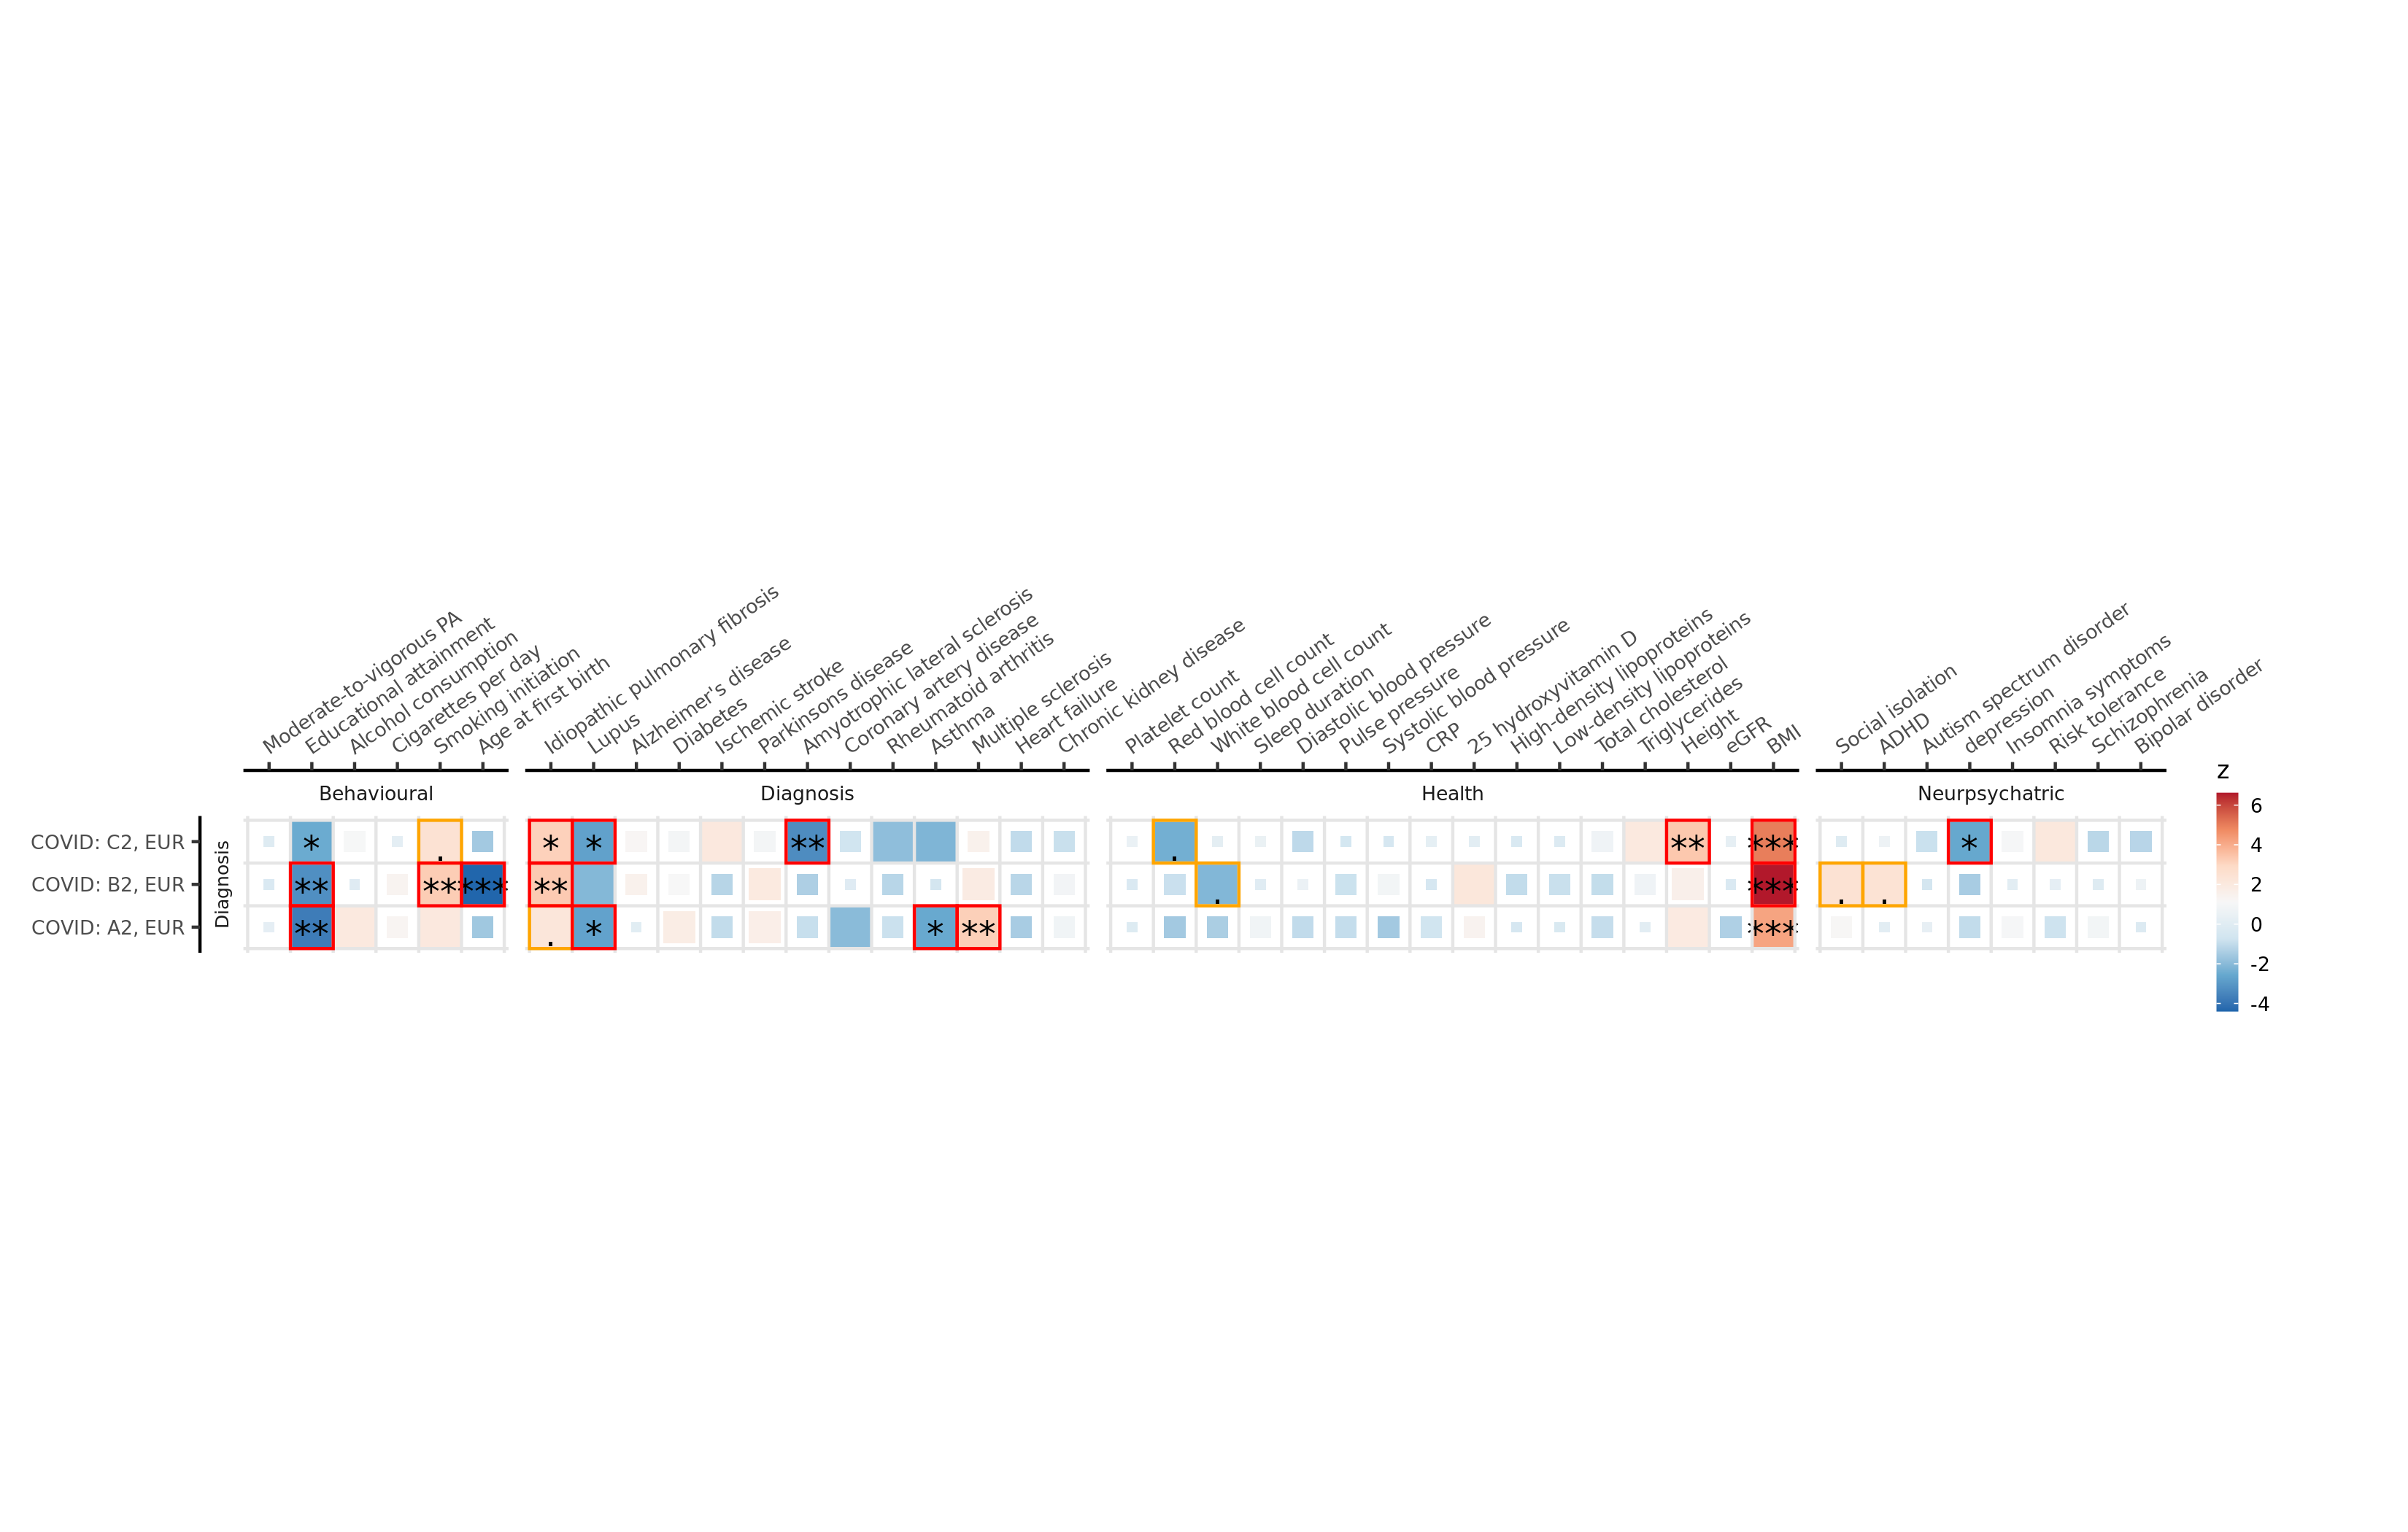 Moderate-to-vigorous PA
Educational attainment
Alcohol consumption
Cigarettes per day
Smoking initiation
Age at first birth
Idiopathic pulmonary fibrosis
Lupus
Alzheimer's disease
Diabetes
Ischemic stroke
Parkinsons disease
Amyotrophic lateral sclerosis
Coronary artery disease
Rheumatoid arthritis
Asthma
Multiple sclerosis
Heart failure
Chronic kidney disease
Platelet count
Red blood cell count
White blood cell count
Sleep duration
Diastolic blood pressure
Pulse pressure
Systolic blood pressure
CRP
25 hydroxyvitamin D
High-density lipoproteins
Low-density lipoproteins
Total cholesterol
Triglycerides
Height
eGFR
BMI
Social isolation
ADHD
Autism spectrum disorder
depression
Insomnia symptoms
Risk tolerance
Schizophrenia
Bipolar disorder
Behavioural
Diagnosis
Health
Neurpsychatric
COVID: C2, EUR
* . * * ** . ** *** *
COVID: B2, EUR
** ** *** ** . *** . .
COVID: A2, EUR
** . * * ** ***
Diagnosis
z
6
4
2
0
-2
-4